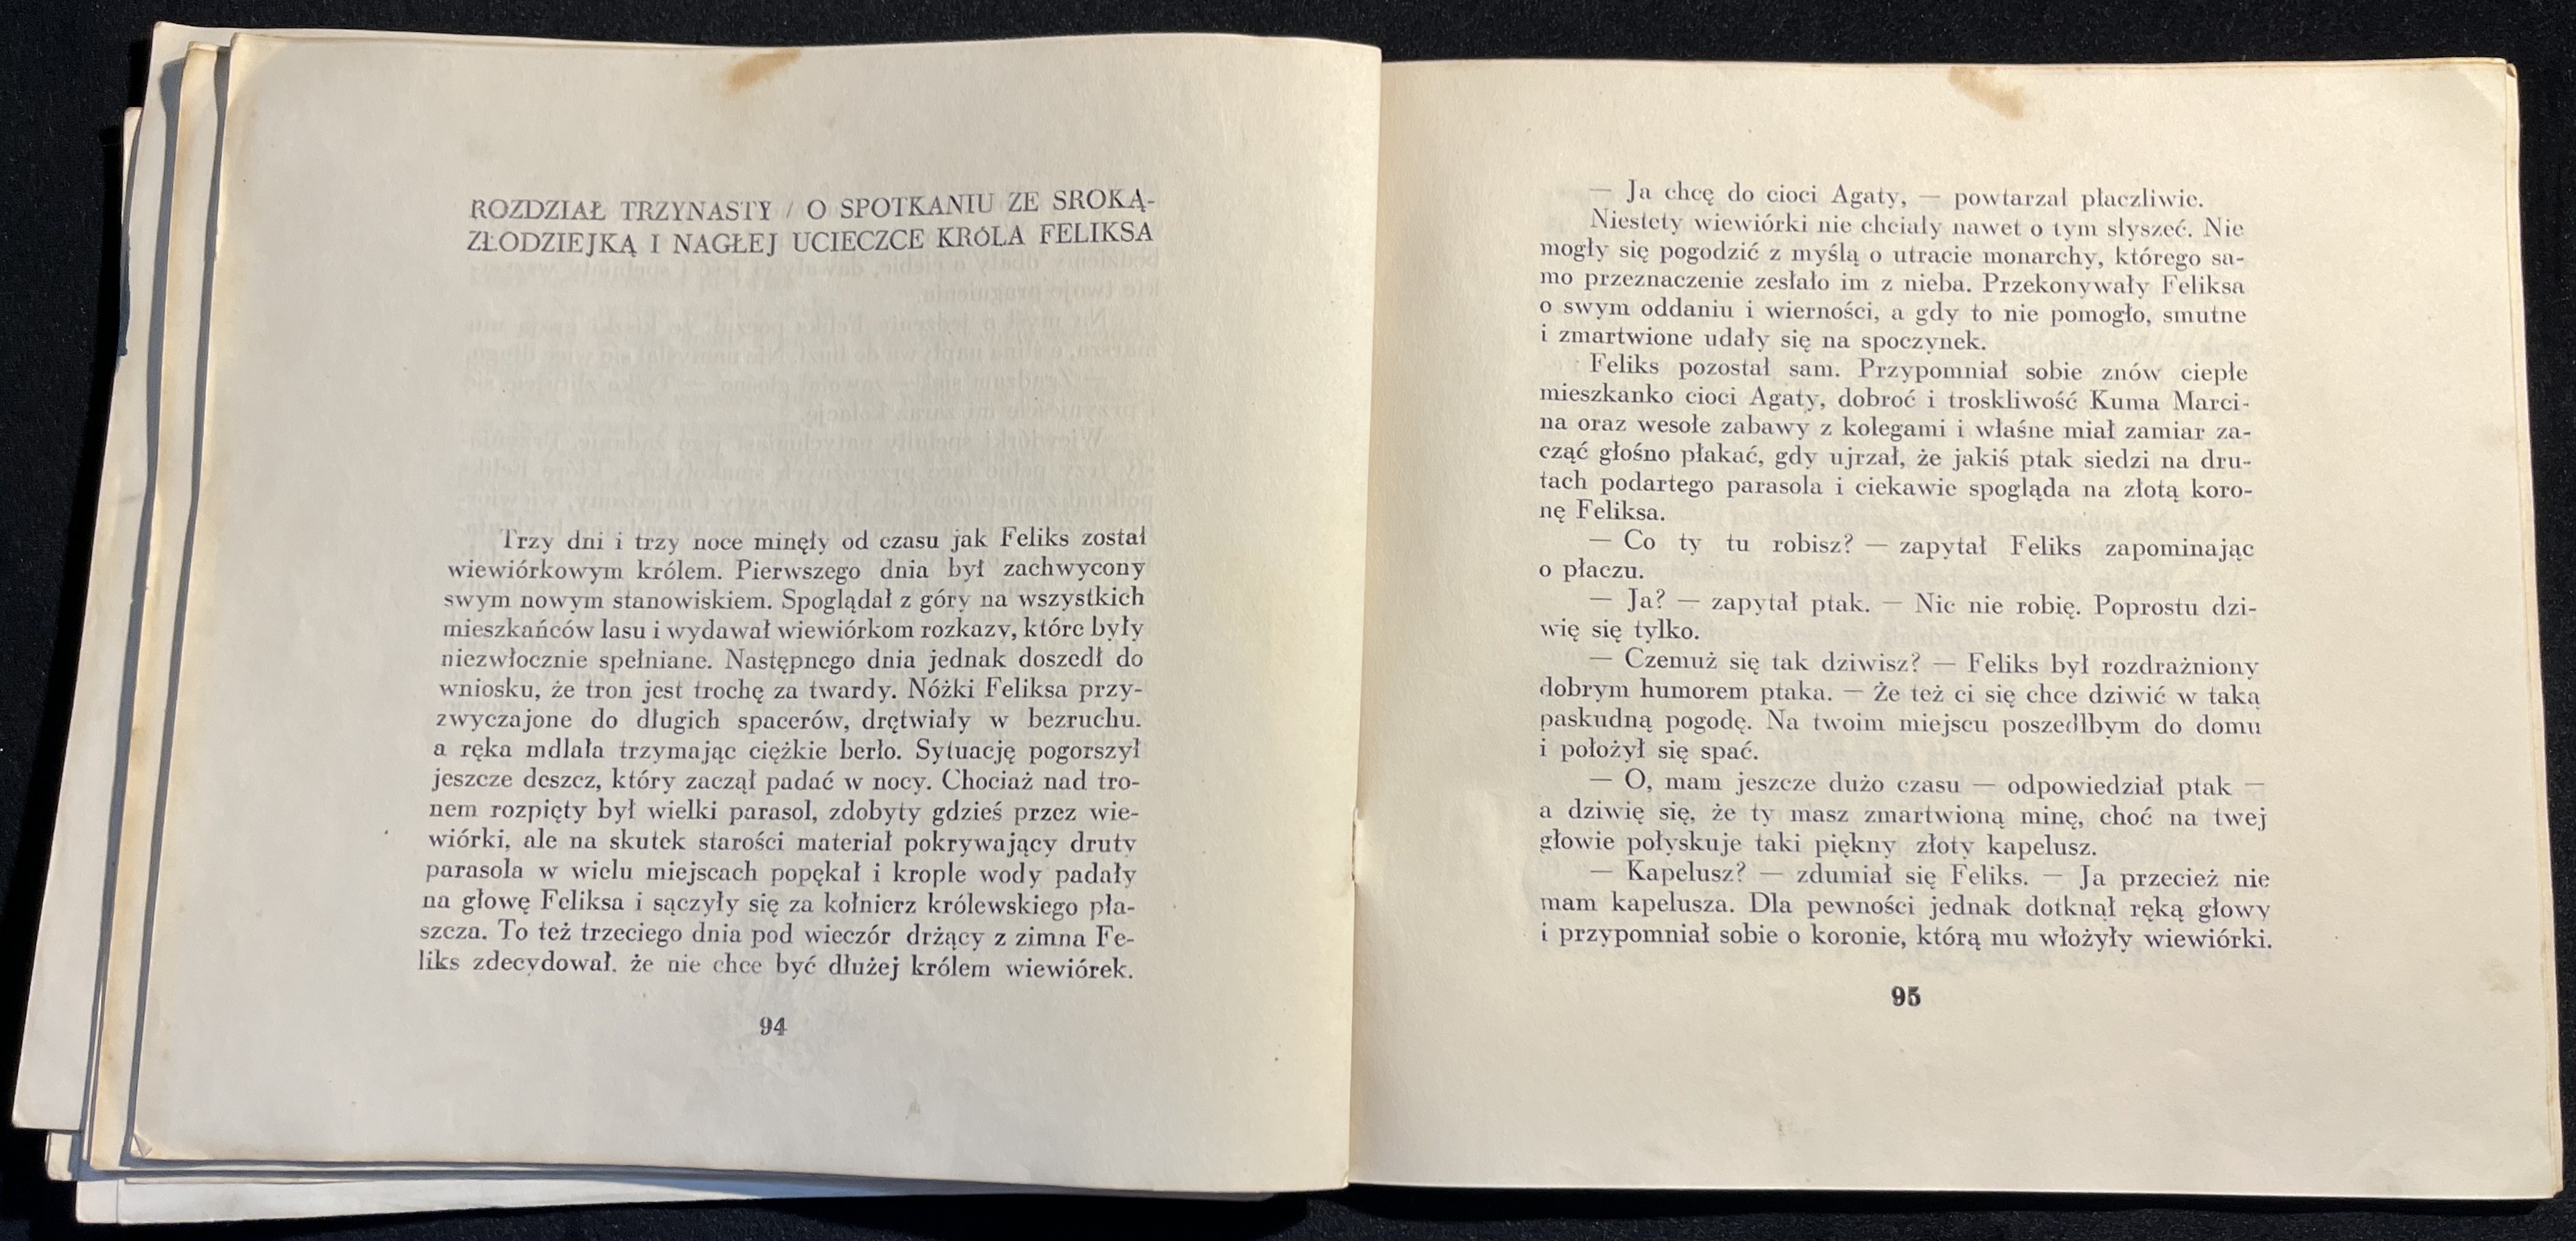 ROZDZIAŁ TRZYNASTY / O SPOTKANIU ZE SROKĄ-
ZŁODZIEJKĄ I NAGŁEJ UCIECZCE KRÓLA FELIKSA
Trzy dni i trzy noce minęły od czasu jak Feliks został
wiewiórkowym królem. Pierwszego dnia był zachwycony
swym nowym stanowiskiem. Spoglądał z góry na wszystkich
mieszkańców lasu i wydawał wiewiórkom rozkazy, które były
niezwłocznie spełniane. Następnego dnia jednak doszedł do
wniosku, że tron jest trochę za twardy. Nóżki Feliksa przy-
zwyczajone do długich spacerów, drętwiały w bezruchu.
a ręka mdlała trzymając ciężkie berło. Sytuację pogorszył
jeszcze deszcz, który zaczął padać w nocy. Chociaż nad tro-
nem rozpięty był wielki parasol, zdobyty gdzieś przez wie-
wiórki, ale na skutek starości materiał pokrywający druty
parasola w wielu miejscach popękał i krople wody padały
na głowę Feliksa i sączyły się za kołnierz królewskiego pła-
szcza. To też trzeciego dnia pod wieczór drżący z zimna Fe-
liks zdecydował, że nie chce być dłużej królem wiewiórek.
94
— Ja chcę do cioci Agaty, — powtarzał płaczliwie.
Niestety wiewiórki nie chciały nawet o tym słyszeć. Nie
mogły się pogodzić z myślą o utracie monarchy, którego sa-
mo przeznaczenie zesłało im z nieba. Przekonywały Feliksa
o swym oddaniu i wierności, a gdy to nie pomogło, smutne
i zmartwione udały się na spoczynek.
Feliks pozostał sam. Przypomniał sobie znów ciepłe
mieszkanko cioci Agaty, dobroć i troskliwość Kuma Marci-
na oraz wesołe zabawy z kolegami i właśne miał zamiar za-
cząć głośno płakać, gdy ujrzał, że jakiś ptak siedzi na dru-
tach podartego parasola i ciekawie spogląda na złotą koro-
nę Feliksa.
— Co ty tu robisz? — zapytał Feliks zapominając
o płaczu.
— Ja? — zapytał ptak. — Nic nie robię. Poprostu dzi-
wię się tylko.
— Czemuż się tak dziwisz? — Feliks był rozdrażniony
dobrym humorem ptaka. — Że też ci się chce dziwić w taką
paskudną pogodę. Na twoim miejscu poszedłbym do domu
i położył się spać.
— O, mam jeszcze dużo czasu — odpowiedział ptak —
a dziwię się, że ty masz zmartwioną minę, choć na twej
głowie połyskuje taki piękny złoty kapelusz.
— Kapelusz? — zdumiał się Feliks. — Ja przecież nie
mam kapelusza. Dla pewności jednak dotknął ręką głowy
i przypomniał sobie o koronie, którą mu włożyły wiewiórki.
95